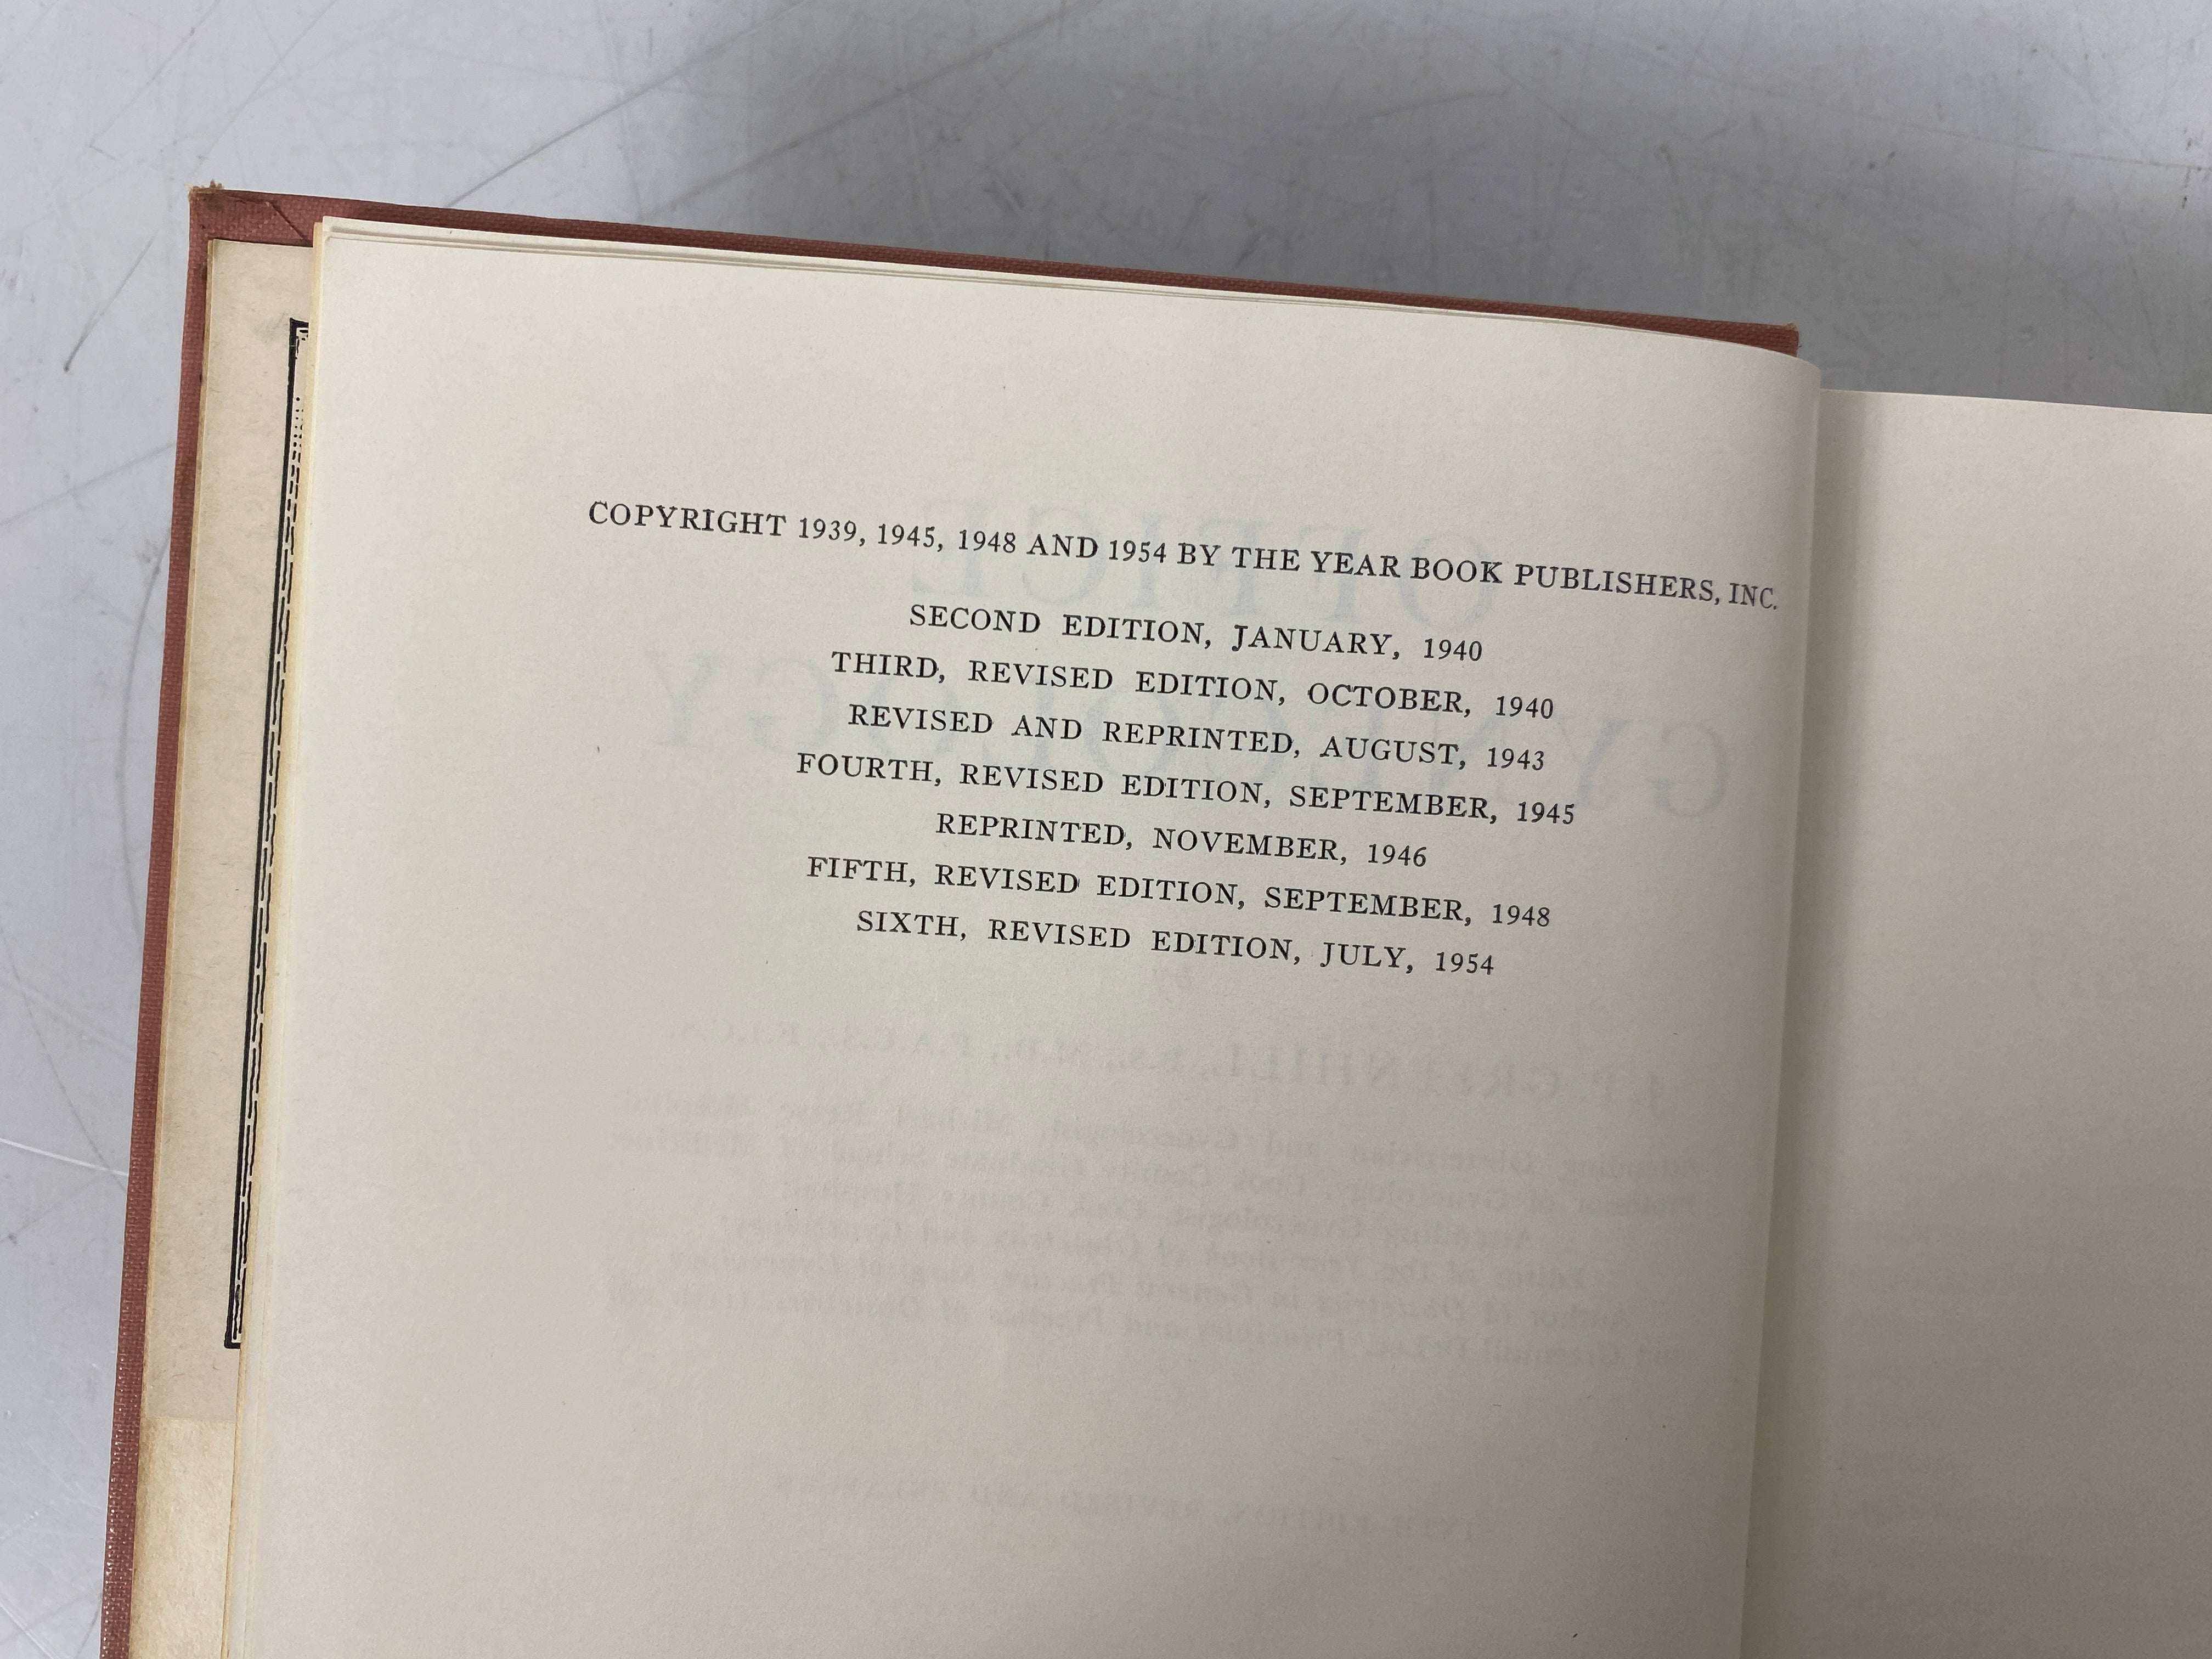 COPYRIGHT 1939, 1945, 1948 AND 1954 BY THE YEAR BOOK PUBLISHERS, INC.
SECOND EDITION, JANUARY, 1940
THIRD, REVISED EDITION, OCTOBER, 1940
REVISED AND REPRINTED, AUGUST, 1943
FOURTH, REVISED EDITION, SEPTEMBER, 1945
REPRINTED, NOVEMBER, 1946
FIFTH, REVISED EDITION, SEPTEMBER, 1948
SIXTH, REVISED EDITION, JULY, 1954